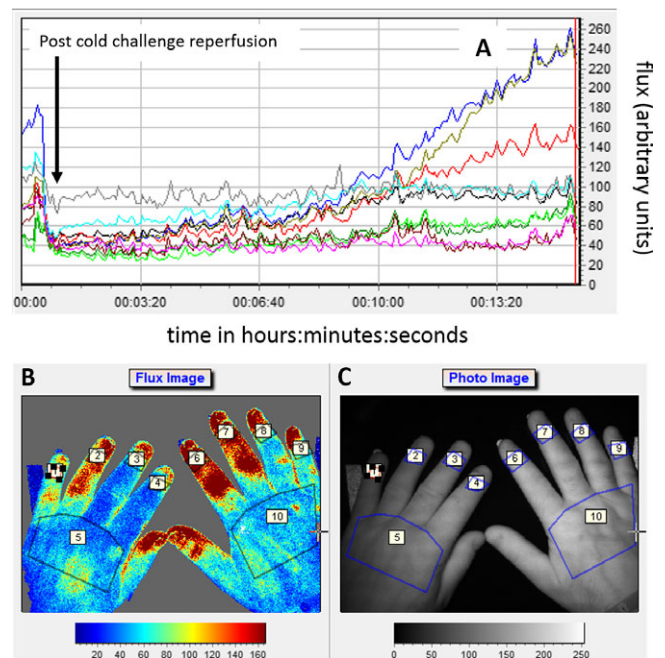 Post cold challenge reperfusion
A
260
240
220
200
180
160
140
120
100
80
60
40
20
0
flux (arbitrary units)
00:00 00:03:20 00:06:40 00:10:00 00:13:20
time in hours:minutes:seconds
B Flux Image
2 3 4 5 6 7 8 9 10
20 40 60 80 100 120 140 160
C Photo Image
2 3 4 5 6 7 8 9 10
0 50 100 150 200 250